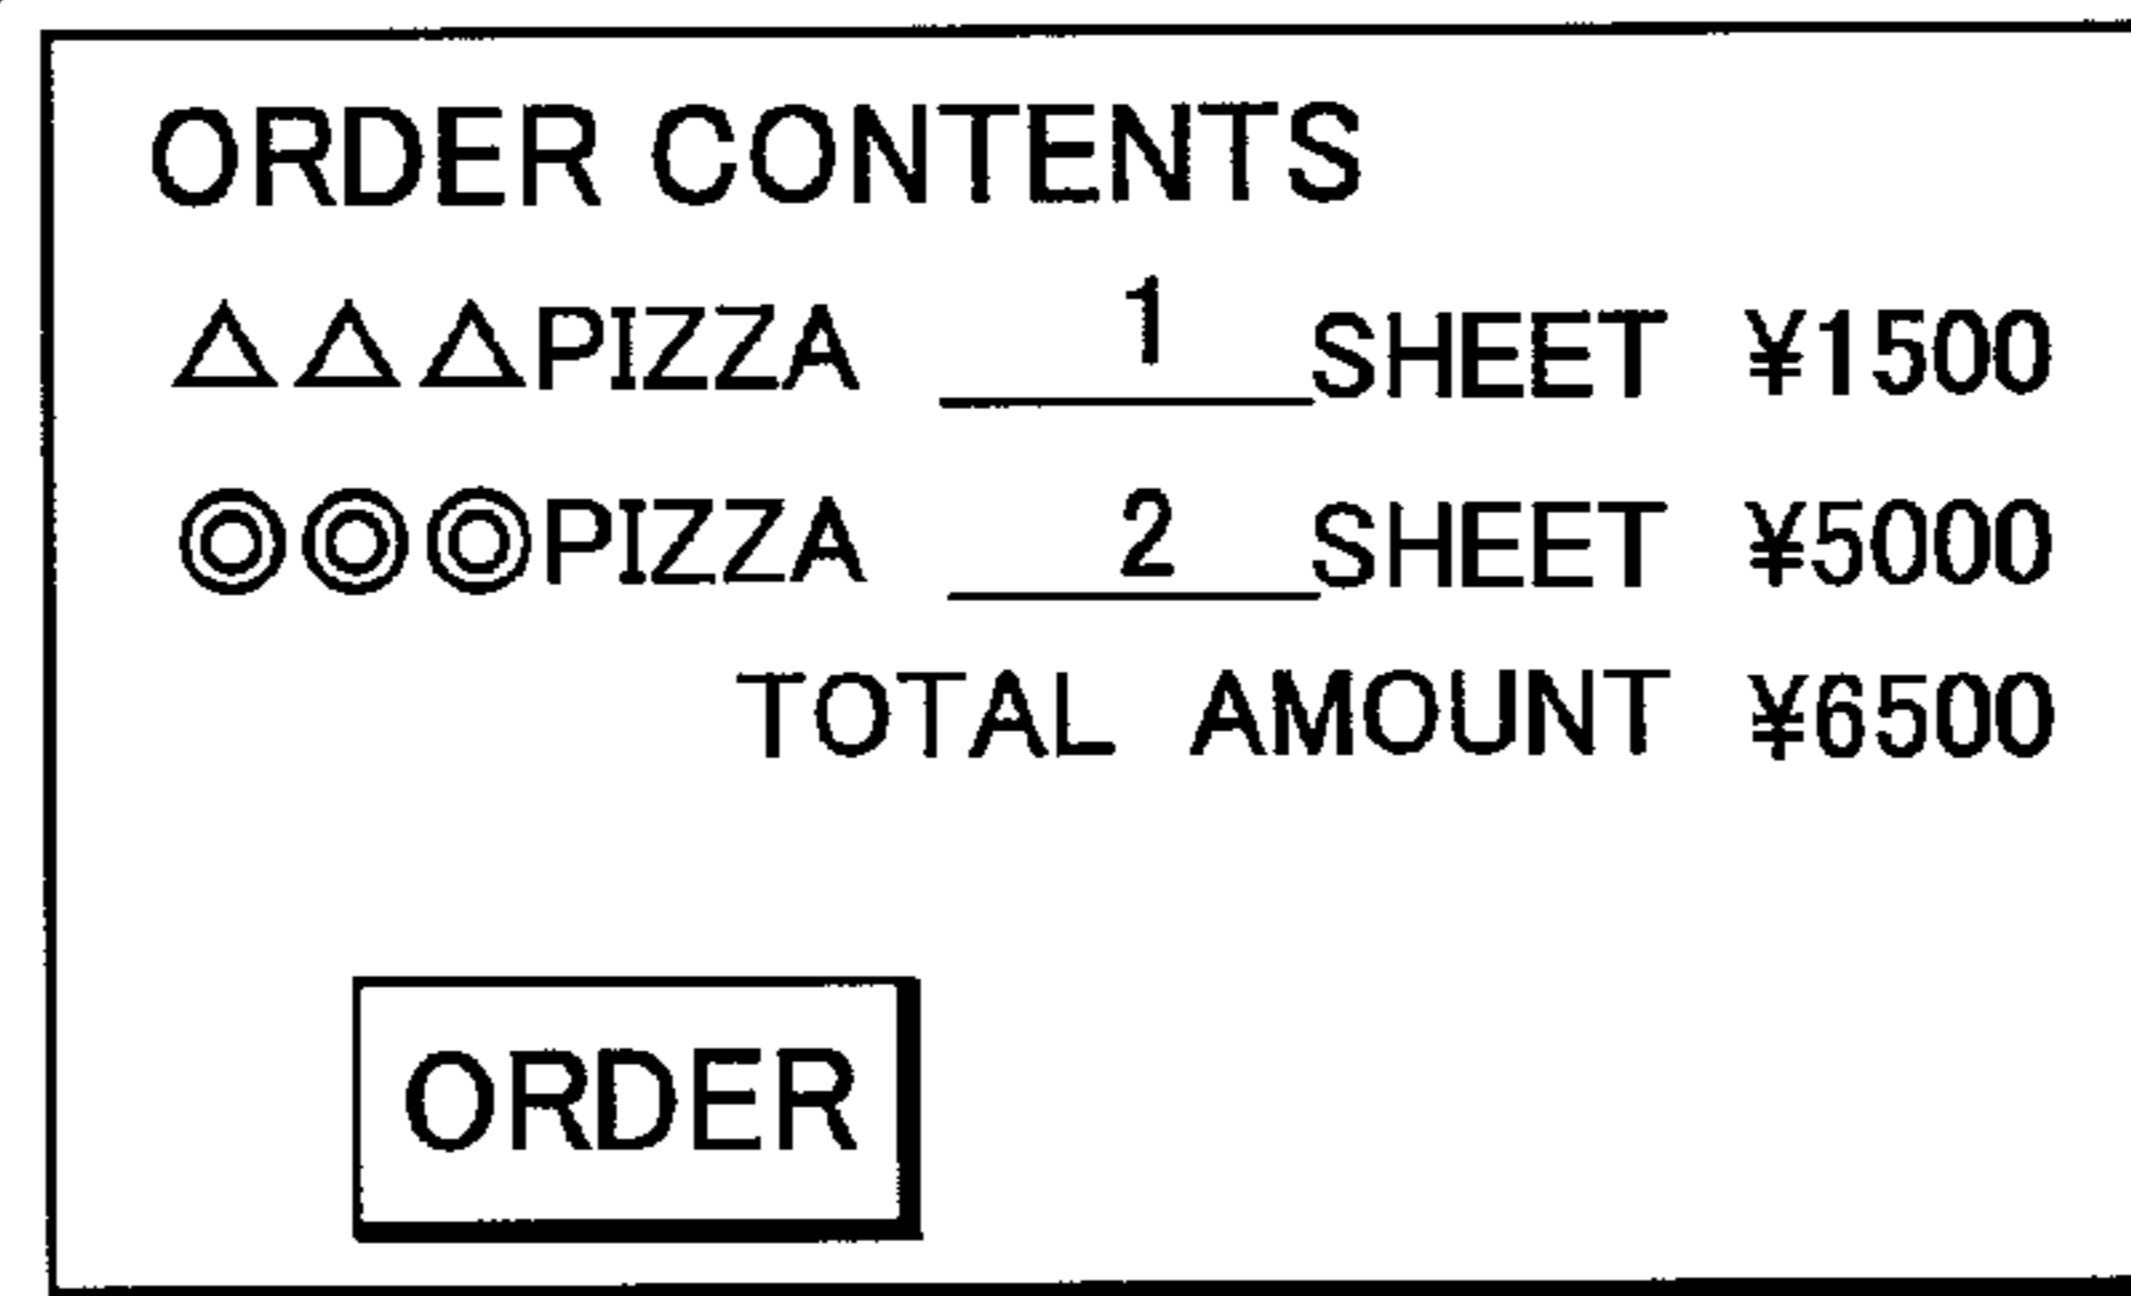 ORDER CONTENTS
△△△PIZZA 1 SHEET ¥1500
◎◎◎PIZZA 2 SHEET ¥5000
TOTAL AMOUNT ¥6500
ORDER